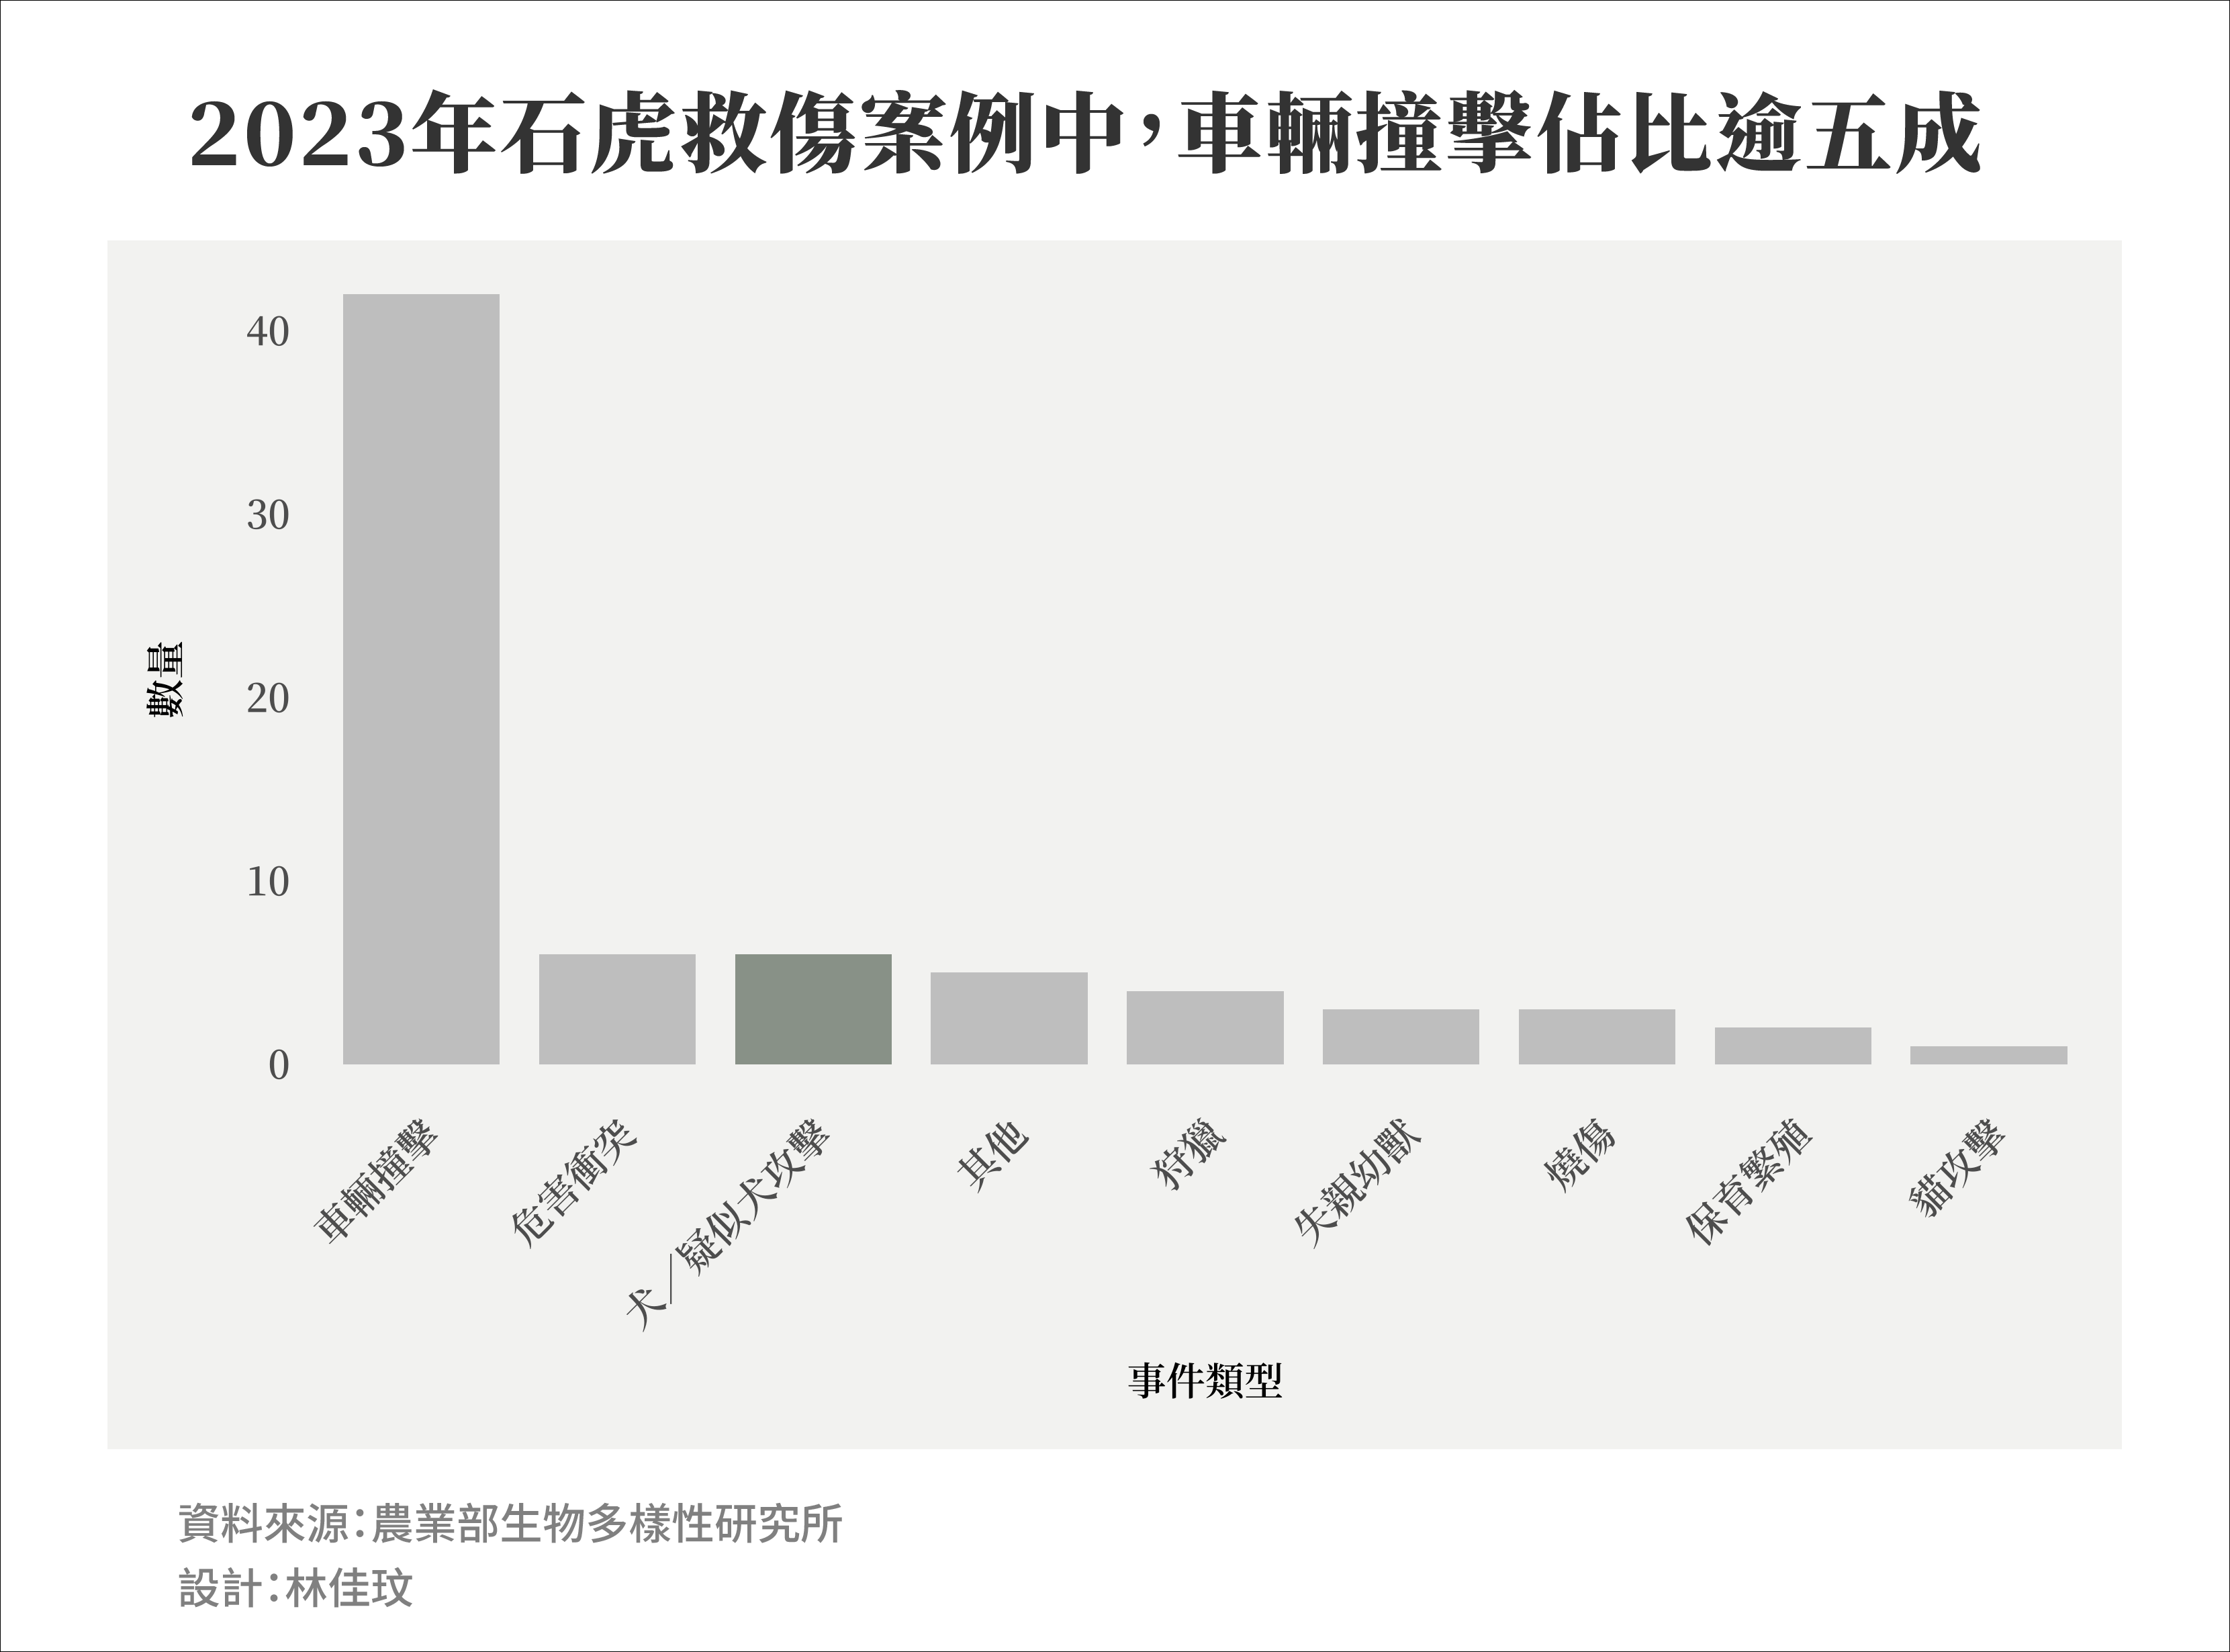 2023年石虎救傷案例中，車輛撞擊佔比逾五成
40
30
20
10
0
數量
車輛撞擊
危害衝突
犬／疑似犬攻擊
其他
狩獵
失親幼獸
燒傷
保育繁殖
貓攻擊
事件類型
資料來源：農業部生物多樣性研究所
設計：林佳玟